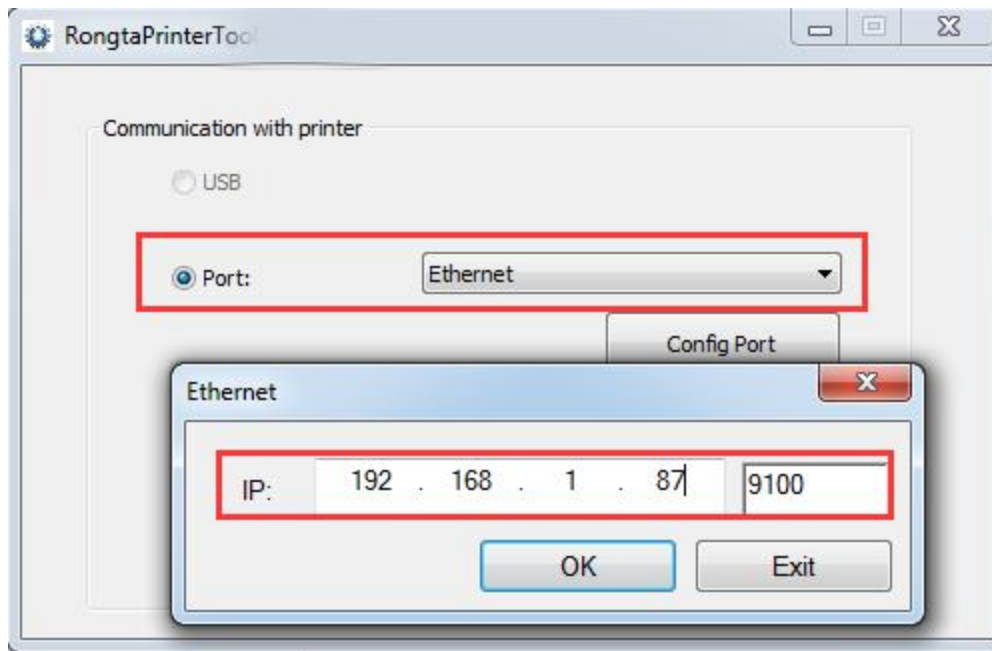 RongtaPrinterTool
Communication with printer
USB
Port: Ethernet
Config Port
Ethernet
IP: 192 . 168 . 1 . 87 9100
OK Exit